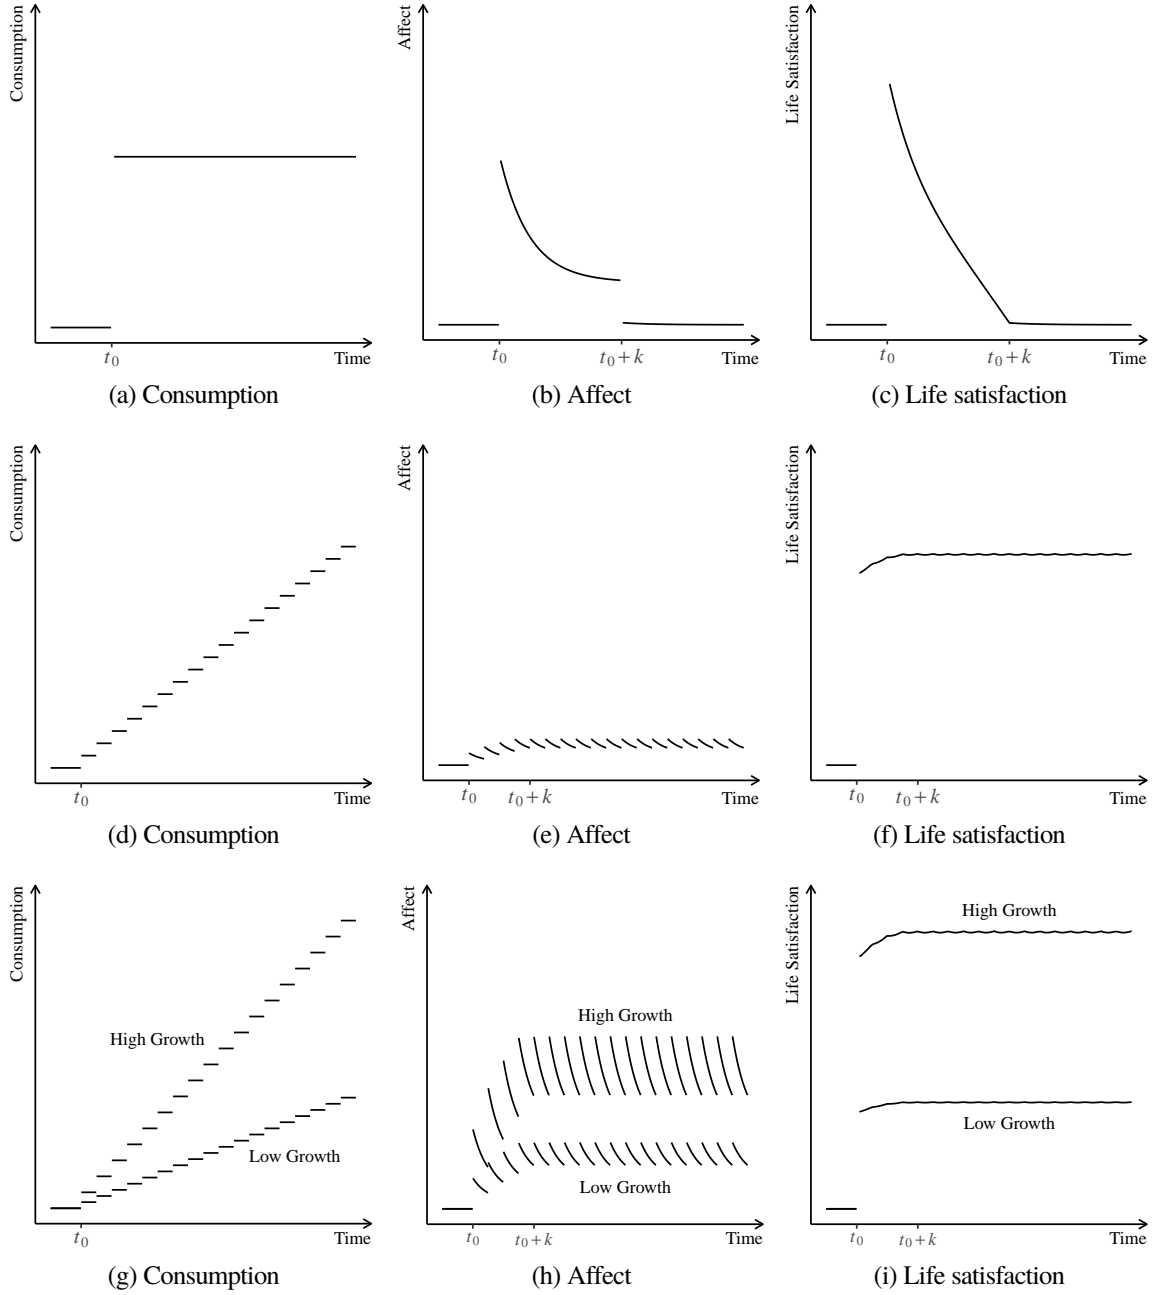 Consumption
t₀
Time
(a) Consumption
Affect
t₀
t₀ + k
Time
(b) Affect
Life Satisfaction
t₀
t₀ + k
Time
(c) Life satisfaction
Consumption
t₀
Time
(d) Consumption
Affect
t₀
t₀ + k
Time
(e) Affect
Life Satisfaction
t₀
t₀ + k
Time
(f) Life satisfaction
Consumption
High Growth
Low Growth
t₀
Time
(g) Consumption
Affect
High Growth
Low Growth
t₀
t₀ + k
Time
(h) Affect
Life Satisfaction
High Growth
Low Growth
t₀
t₀ + k
Time
(i) Life satisfaction